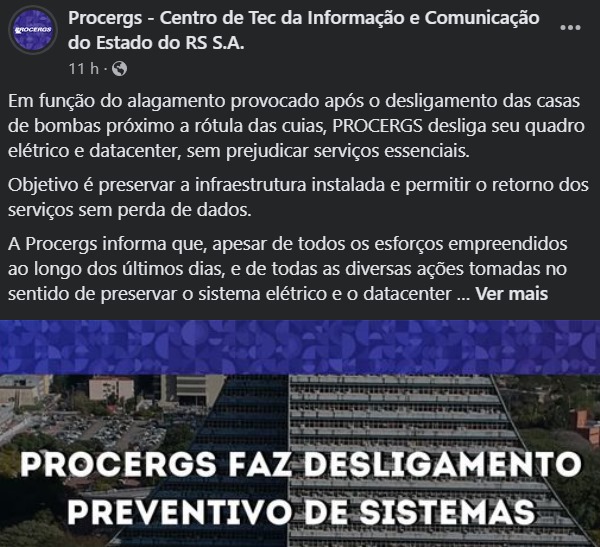 PROCERGS
Procergs - Centro de Tec da Informação e Comunicação
do Estado do RS S.A.
11 h ·
Em função do alagamento provocado após o desligamento das casas
de bombas próximo a rótula das cuias, PROCERGS desliga seu quadro
elétrico e datacenter, sem prejudicar serviços essenciais.
Objetivo é preservar a infraestrutura instalada e permitir o retorno dos
serviços sem perda de dados.
A Procergs informa que, apesar de todos os esforços empreendidos
ao longo dos últimos dias, e de todas as diversas ações tomadas no
sentido de preservar o sistema elétrico e o datacenter ... Ver mais
PROCERGS FAZ DESLIGAMENTO
PREVENTIVO DE SISTEMAS